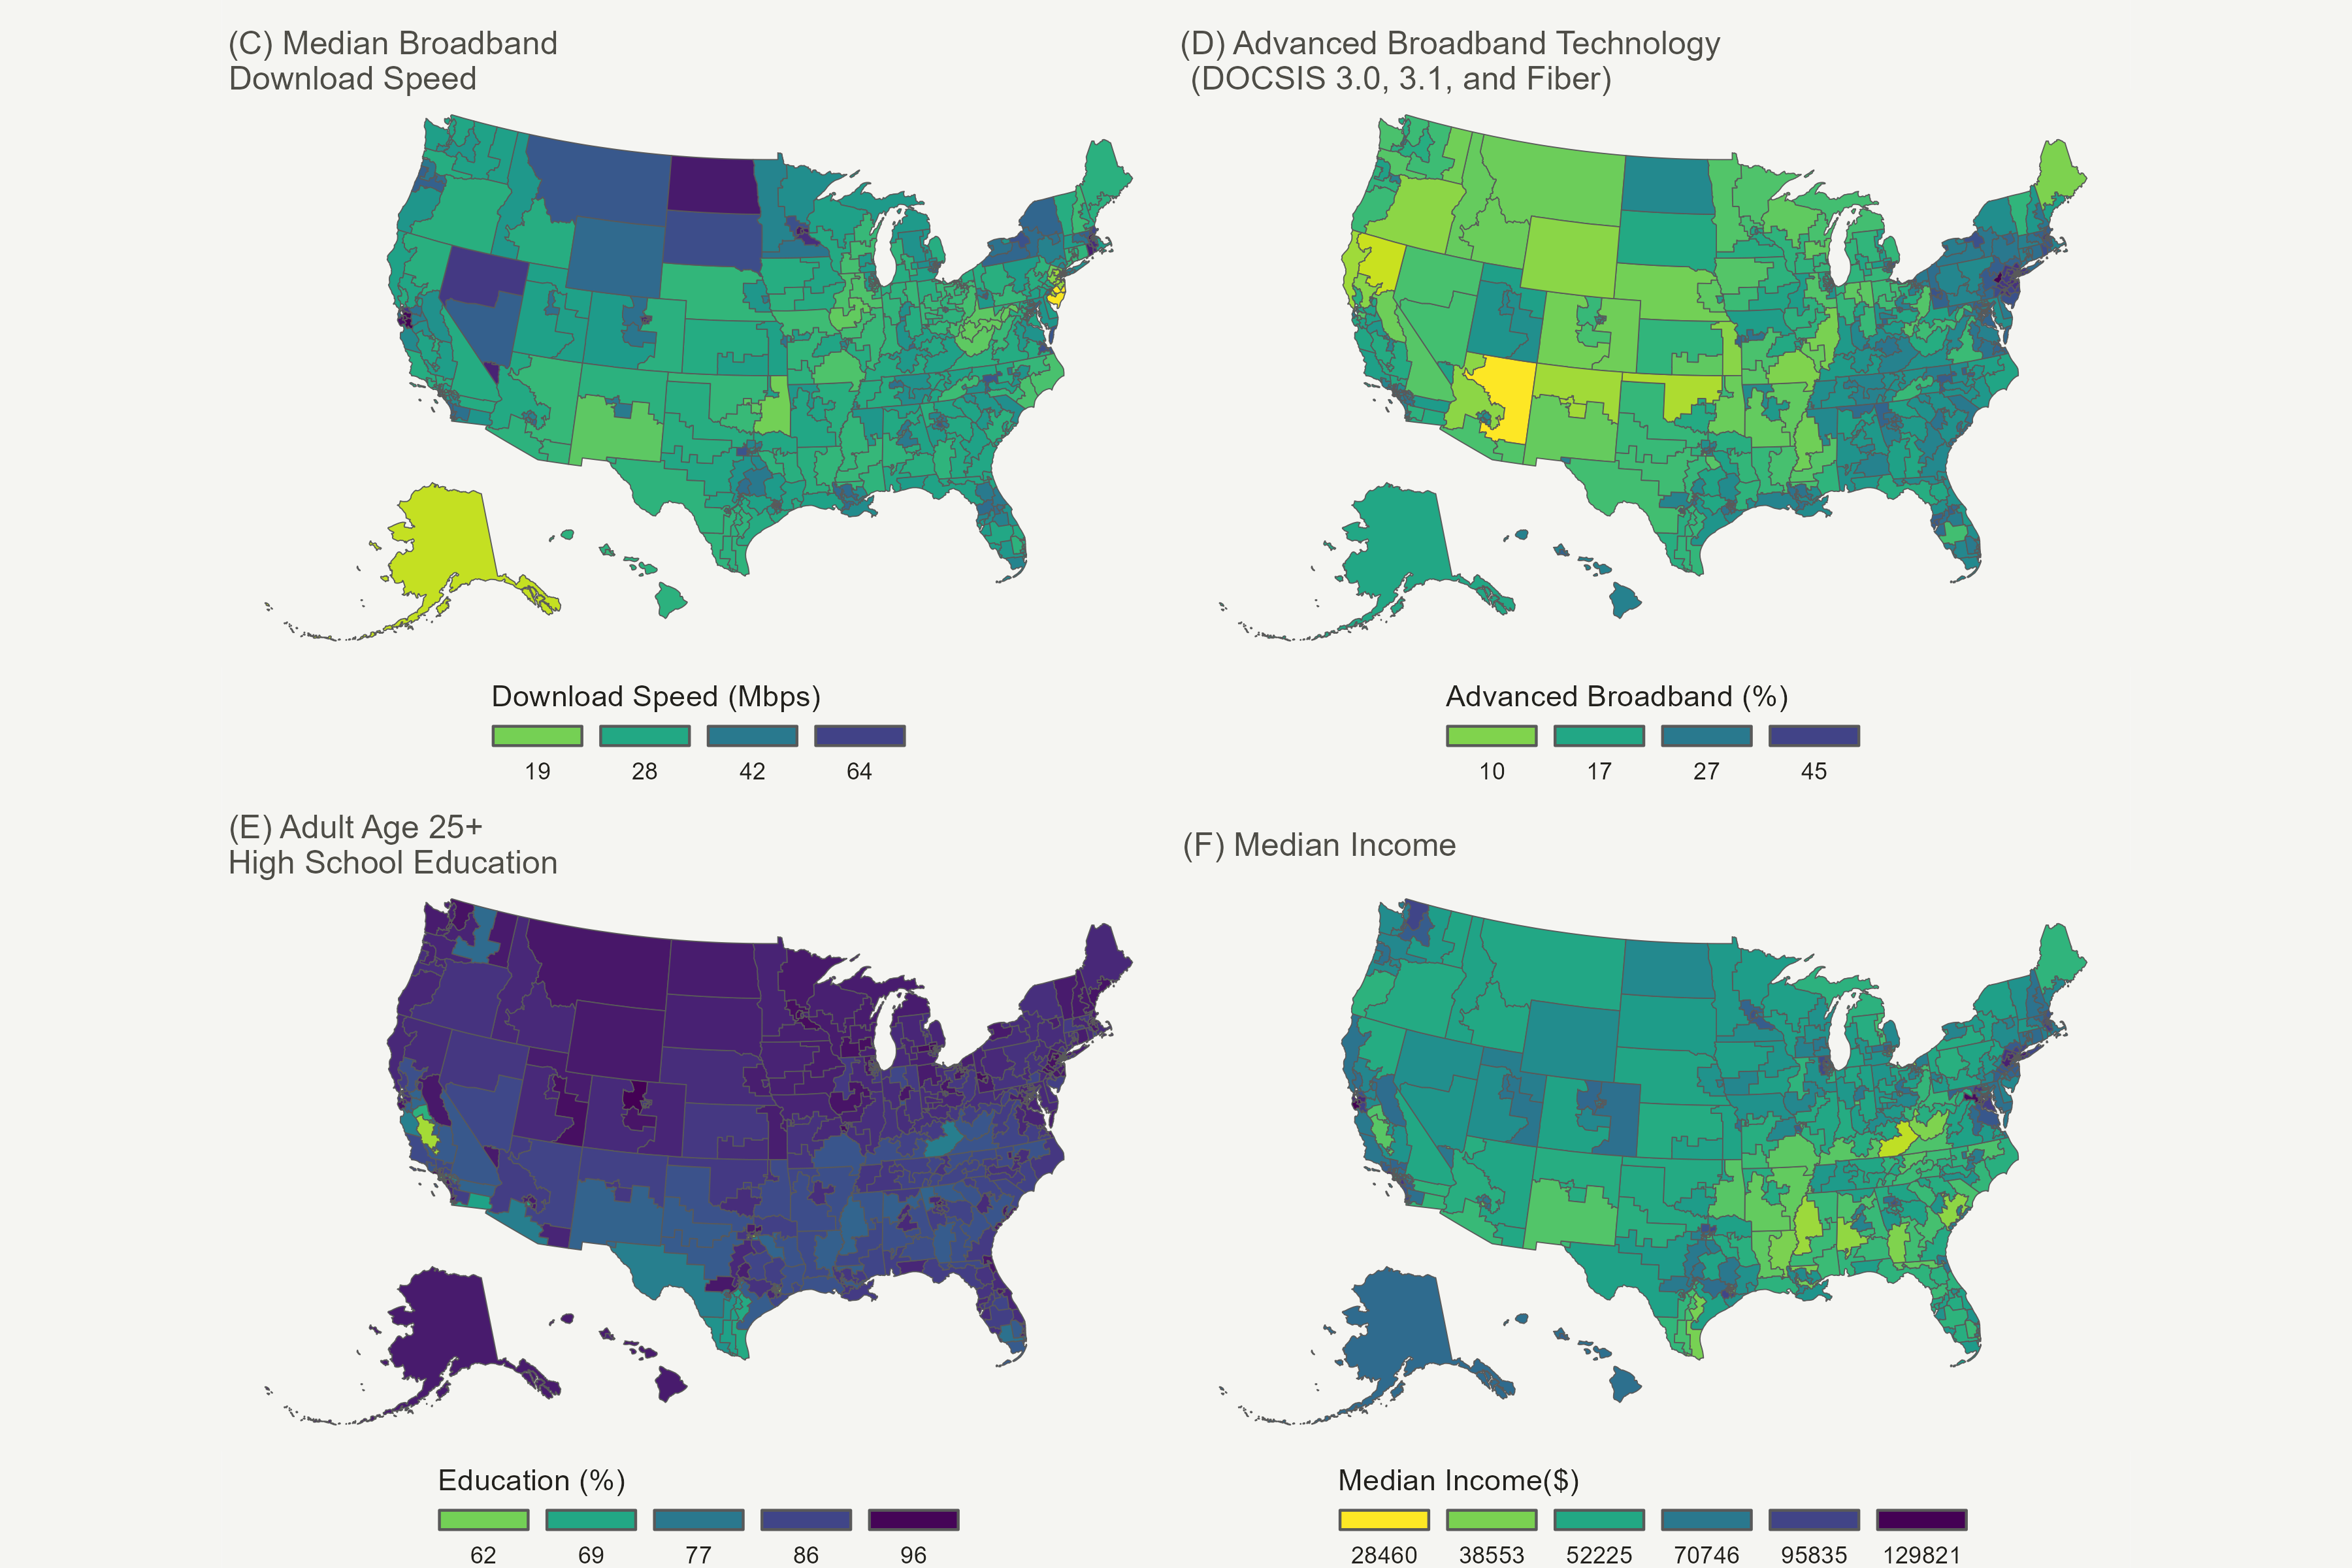 (C) Median Broadband
Download Speed
(D) Advanced Broadband Technology
(DOCSIS 3.0, 3.1, and Fiber)
Download Speed (Mbps)
19 28 42 64
Advanced Broadband (%)
10 17 27 45
(E) Adult Age 25+
High School Education
(F) Median Income
Education (%)
62 69 77 86 96
Median Income($)
28460 38553 52225 70746 95835 129821